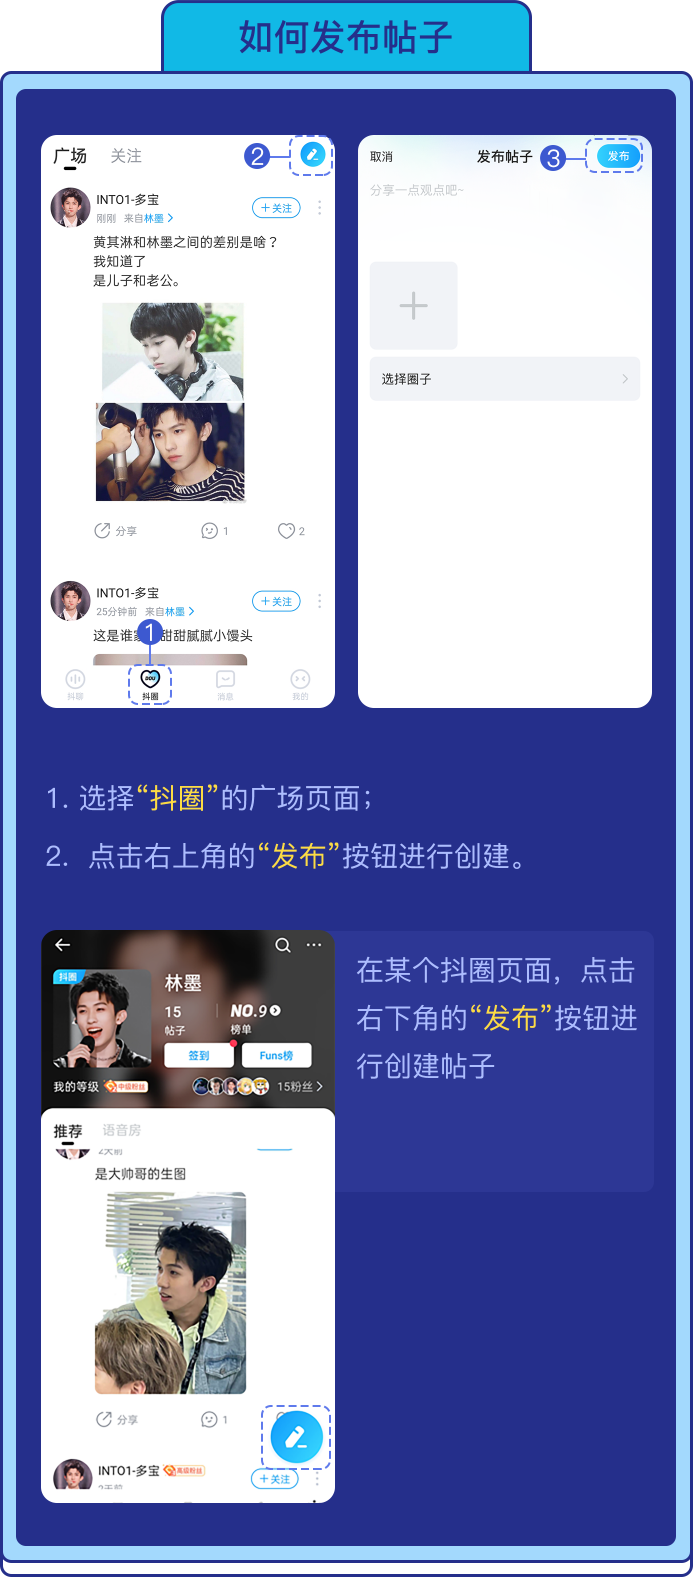 如何发布帖子
广场 关注
2
INTO1-多宝
刚刚 来自林墨 >
+关注
黄其淋和林墨之间的差别是啥？
我知道了
是儿子和老公。
分享 1 2
INTO1-多宝
25分钟前 来自林墨 >
+关注
这是谁家 甜甜腻腻小馒头
1
抖聊 抖圈 消息 我的
取消 发布帖子 3 发布
分享一点观点吧~
选择圈子
1. 选择“抖圈”的广场页面；
2. 点击右上角的“发布”按钮进行创建。
抖圈
林墨
15 NO.9
帖子 榜单
签到 Funs榜
我的等级 中级粉丝 15粉丝 >
推荐 语音房
2天前
是大帅哥的生图
分享 1
INTO1-多宝 高级粉丝
2天前
+关注
在某个抖圈页面，点击
右下角的“发布”按钮进
行创建帖子